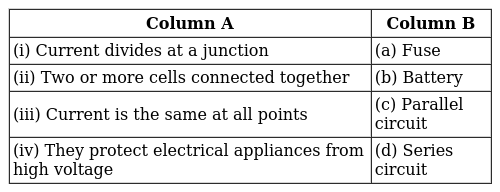 Column A Column B
(i) Current divides at a junction (a) Fuse
(ii) Two or more cells connected together (b) Battery
(iii) Current is the same at all points (c) Parallel
circuit
(iv) They protect electrical appliances from (d) Series
high voltage circuit